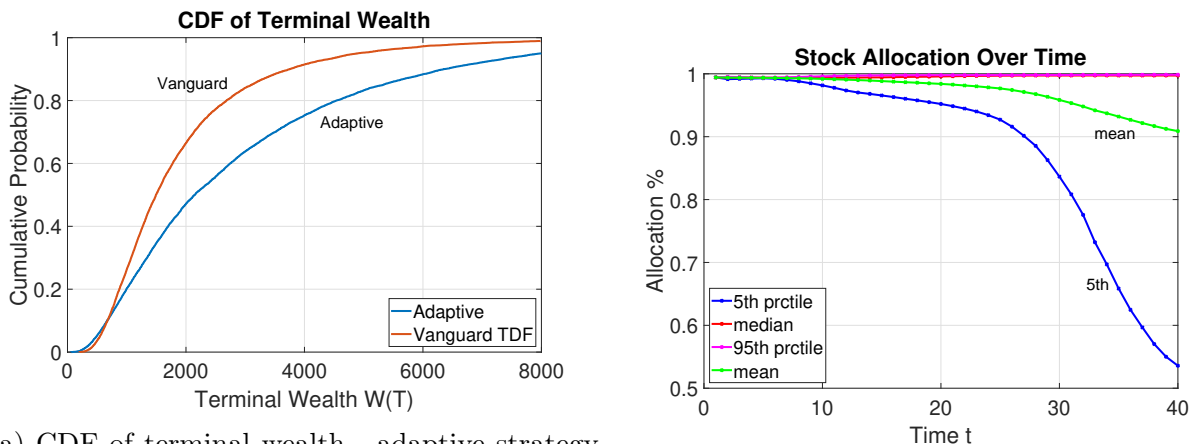 CDF of Terminal Wealth
1
0.8
0.6
0.4
0.2
0
Cumulative Probability
Vanguard
Adaptive
Adaptive
Vanguard TDF
0 2000 4000 6000 8000
Terminal Wealth W(T)
a) CDF of terminal wealth - adaptive strategy
Stock Allocation Over Time
1
0.9
0.8
0.7
0.6
0.5
Allocation %
mean
5th
5th prctile
median
95th prctile
mean
0 10 20 30 40
Time t